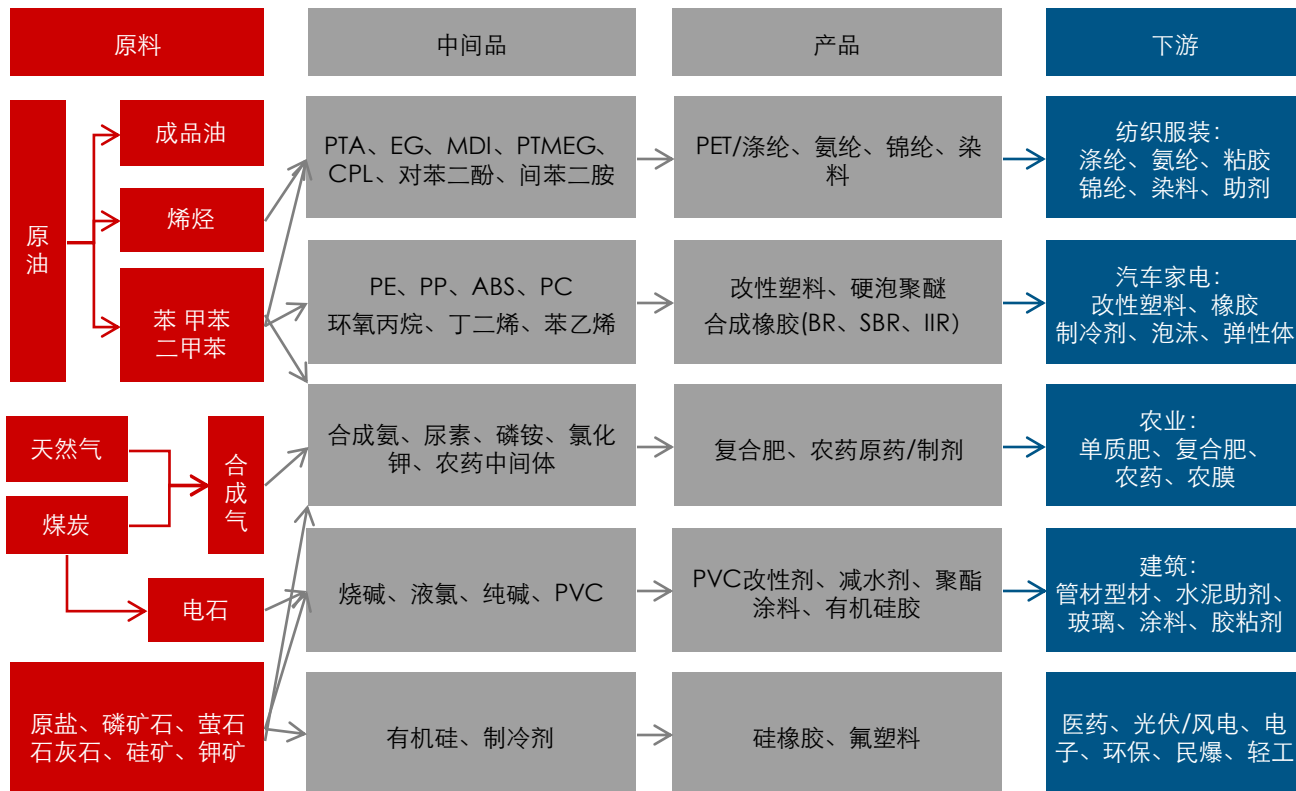 原料
中间品
产品
下游
原
油
成品油
烯烃
苯 甲苯
二甲苯
天然气
煤炭
合
成
气
电石
原盐、磷矿石、萤石
石灰石、硅矿、钾矿
PTA、EG、MDI、PTMEG、
CPL、对苯二酚、间苯二胺
PET/涤纶、氨纶、锦纶、染
料
纺织服装：
涤纶、氨纶、粘胶
锦纶、染料、助剂
PE、PP、ABS、PC
环氧丙烷、丁二烯、苯乙烯
改性塑料、硬泡聚醚
合成橡胶(BR、SBR、IIR）
汽车家电：
改性塑料、橡胶
制冷剂、泡沫、弹性体
合成氨、尿素、磷铵、氯化
钾、农药中间体
复合肥、农药原药/制剂
农业：
单质肥、复合肥、
农药、农膜
烧碱、液氯、纯碱、PVC
PVC改性剂、减水剂、聚酯
涂料、有机硅胶
建筑：
管材型材、水泥助剂、
玻璃、涂料、胶粘剂
有机硅、制冷剂
硅橡胶、氟塑料
医药、光伏/风电、电
子、环保、民爆、轻工